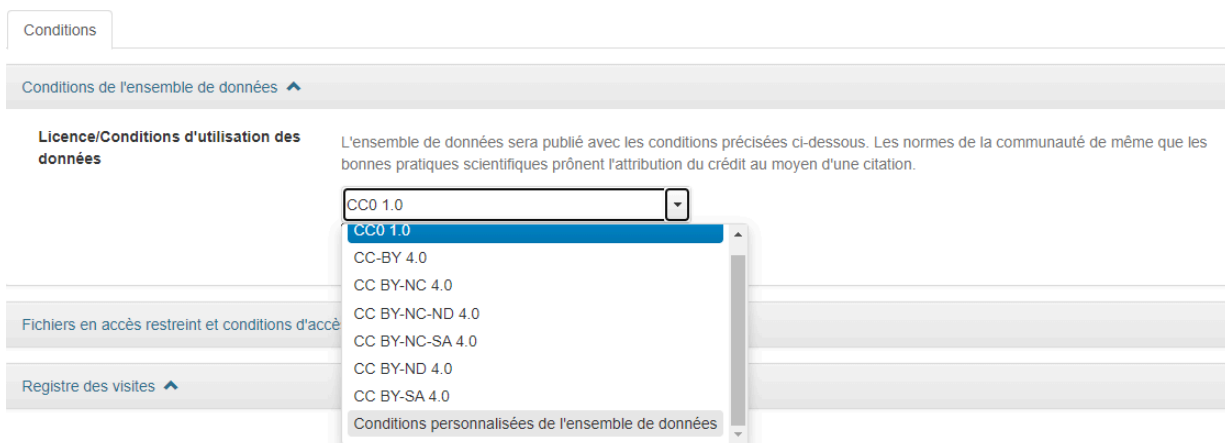 Conditions
Conditions de l'ensemble de données
Licence/Conditions d'utilisation des
données
L'ensemble de données sera publié avec les conditions précisées ci-dessous. Les normes de la communauté de même que les
bonnes pratiques scientifiques prônent l'attribution du crédit au moyen d'une citation.
CC0 1.0
CC0 1.0
CC-BY 4.0
CC BY-NC 4.0
CC BY-NC-ND 4.0
CC BY-NC-SA 4.0
CC BY-ND 4.0
CC BY-SA 4.0
Conditions personnalisées de l'ensemble de données
Fichiers en accès restreint et conditions d'accè
Registre des visites